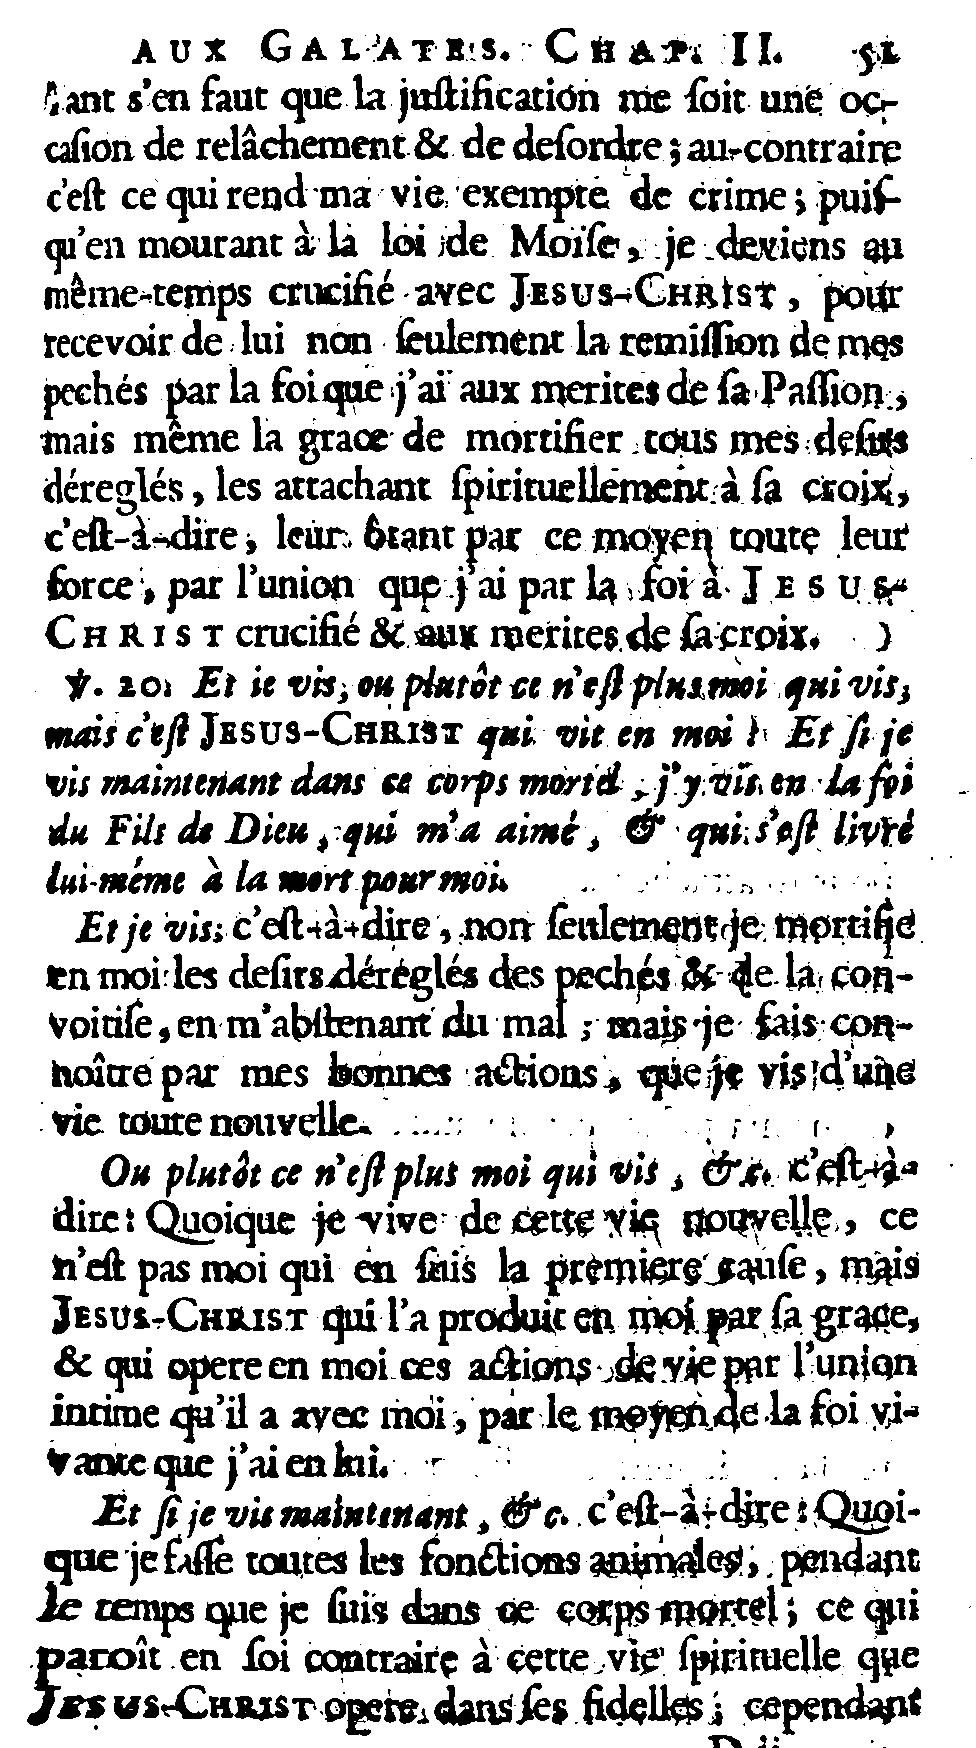 AUX GALATES. CHAP. II. 51
tant s'en faut que la juſtification me ſoit une oc-
caſion de relâchement & de deſordre ; au-contraire
c'eſt ce qui rend ma vie exempte de crime ; puiſ-
qu'en mourant à la loi de Moïſe, je deviens au
même-temps crucifié avec JESUS-CHRIST, pour
recevoir de lui non ſeulement la remiſſion de mes
pechés par la foi que j'ai aux merites de ſa Paſſion,
mais même la grace de mortifier tous mes deſirs
déreglés, les attachant ſpirituellement à ſa croix,
c'eſt-à-dire, leur ôtant par ce moyen toute leur
force, par l'union que j'ai par la foi à JESUS-
CHRIST crucifié & aux merites de ſa croix.
℣. 20. Et je vis, ou plutôt ce n'eſt plus moi qui vis,
mais c'eſt JESUS-CHRIST qui vit en moi : Et ſi je
vis maintenant dans ce corps mortel, j'y vis en la foi
du Fils de Dieu, qui m'a aimé, & qui s'eſt livré
lui-méme à la mort pour moi.
Et je vis, c'eſt-à-dire, non ſeulement je mortifie
en moi les deſirs déreglés des pechés & de la con-
voitiſe, en m'abſtenant du mal ; mais je fais con-
noître par mes bonnes actions, que je vis d'une
vie toute nouvelle.
Ou plutôt ce n'eſt plus moi qui vis, &c. c'eſt-à-
dire : Quoique je vive de cette vie nouvelle, ce
n'eſt pas moi qui en ſuis la premiere cauſe, mais
JESUS-CHRIST qui l'a produit en moi par ſa grace,
& qui opere en moi ces actions de vie par l'union
intime qu'il a avec moi, par le moyen de la foi vi-
vante que j'ai en lui.
Et ſi je vis maintenant, &c. c'eſt-à-dire : Quoi-
que je faſſe toutes les fonctions animales, pendant
le temps que je ſuis dans ce corps mortel ; ce qui
paroît en ſoi contraire à cette vie ſpirituelle que
JESUS-CHRIST opere dans ſes fidelles ; cependant